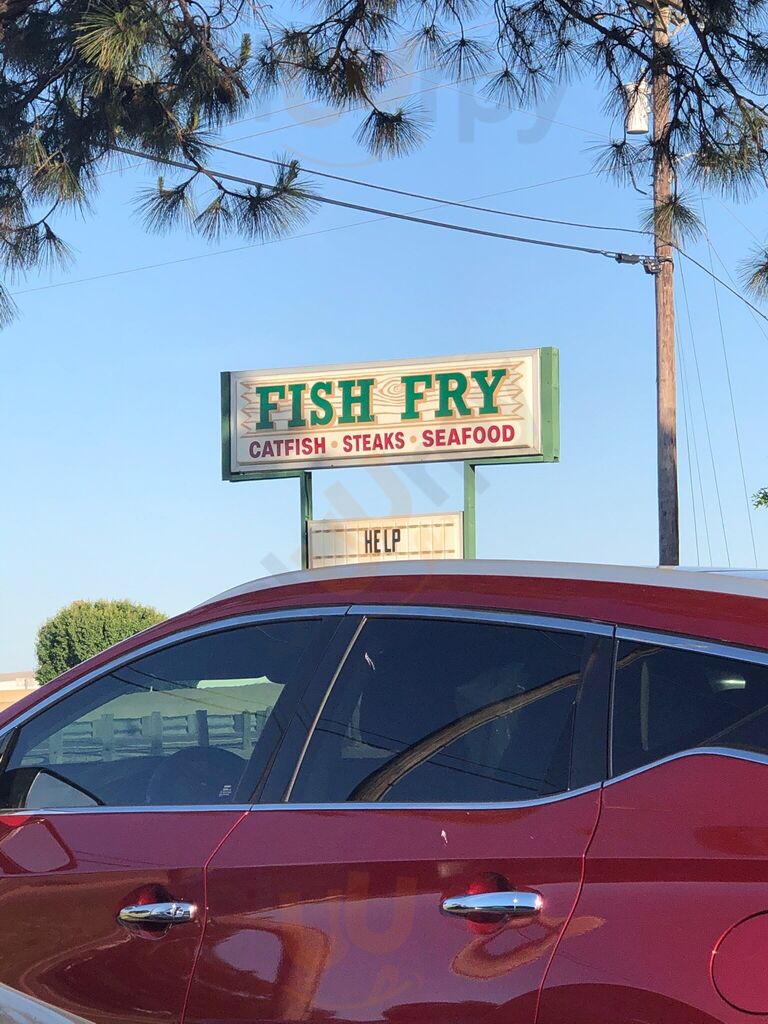 FISH FRY
CATFISH • STEAKS • SEAFOOD
HELP